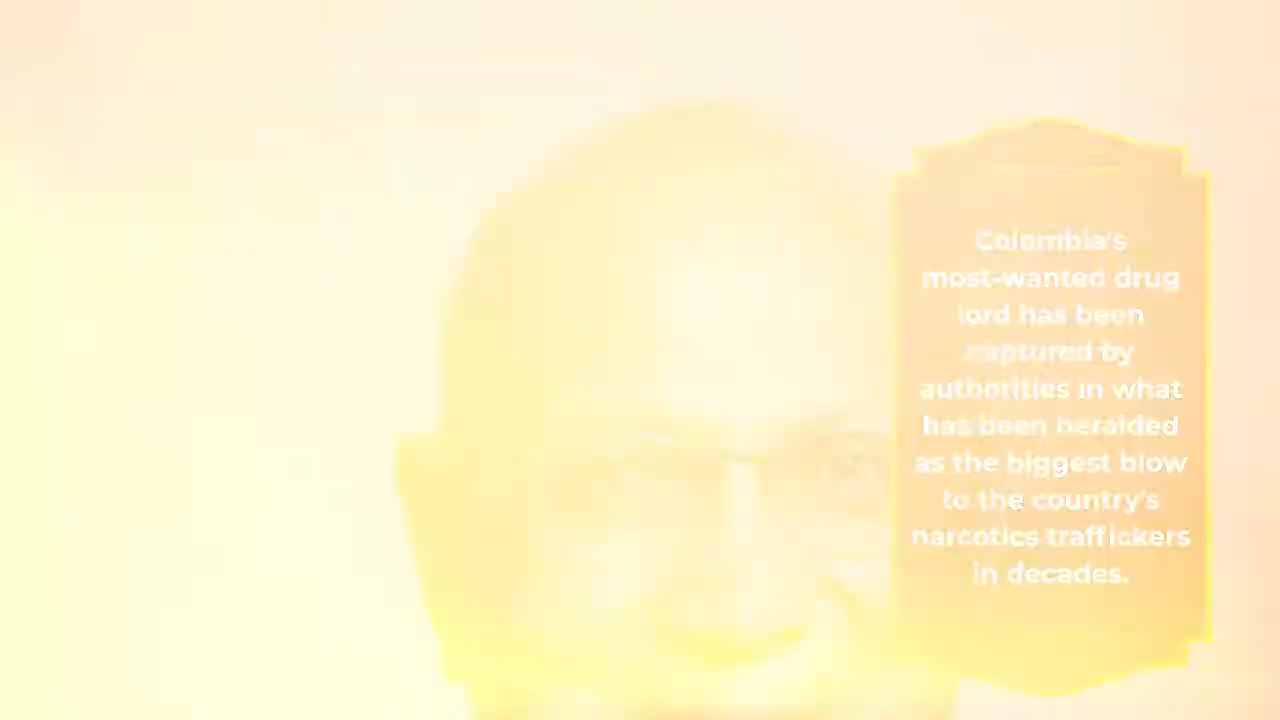 Colombia's
most-wanted drug
lord has been
captured by
authorities in what
has been heralded
as the biggest blow
to the country's
narcotics traffickers
in decades.